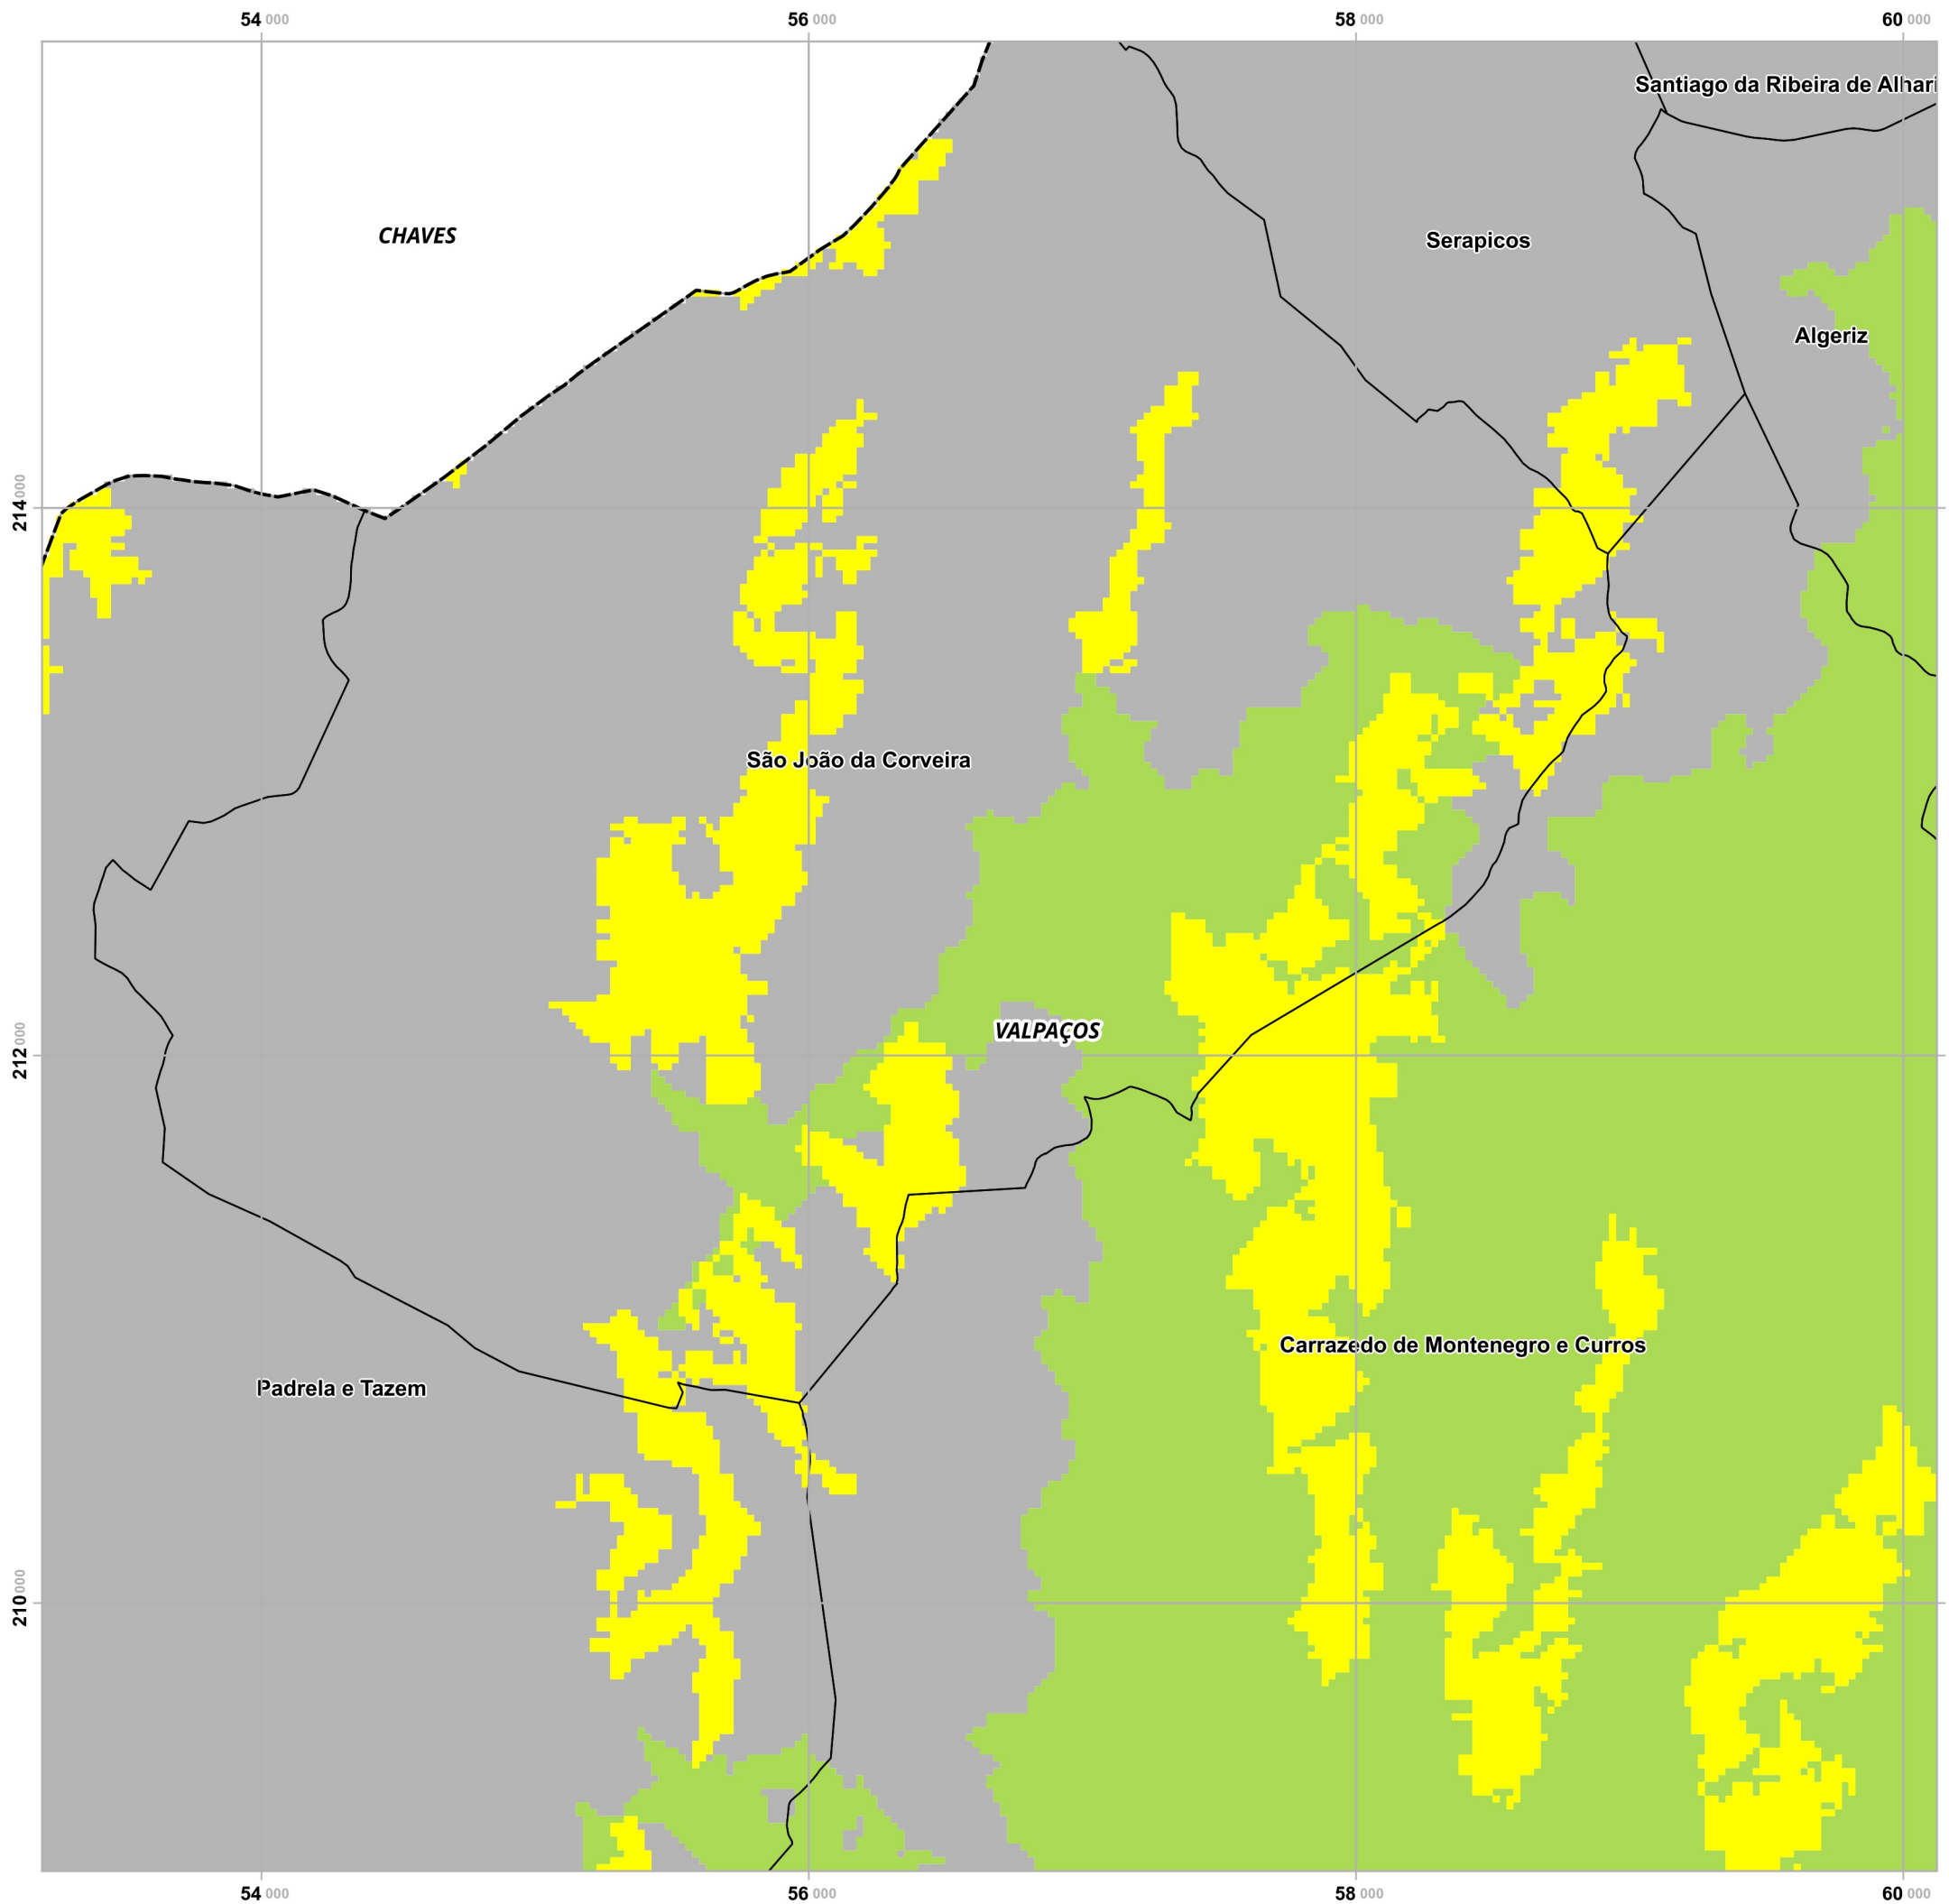 54 000 56 000 58 000 60 000
Santiago da Ribeira de Alhari
CHAVES
Serapicos
Algeriz
214 000
São João da Corveira
VALPAÇOS
212 000
Carrazedo de Montenegro e Curros
Padrela e Tazem
210 000
54 000 56 000 58 000 60 000